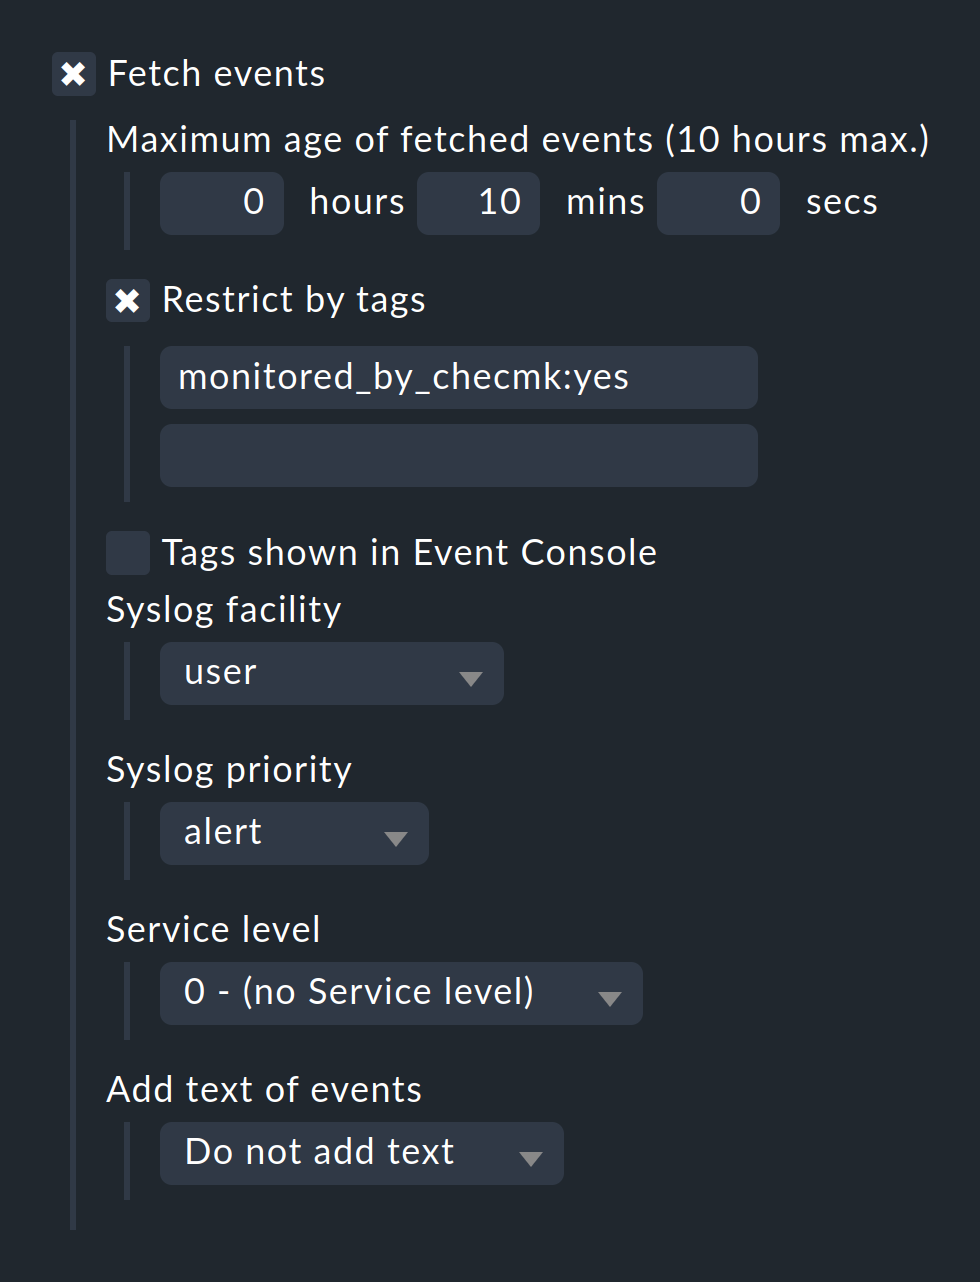 Fetch events
Maximum age of fetched events (10 hours max.)
0 hours 10 mins 0 secs
Restrict by tags
monitored_by_checmk:yes
Tags shown in Event Console
Syslog facility
user
Syslog priority
alert
Service level
0 - (no Service level)
Add text of events
Do not add text